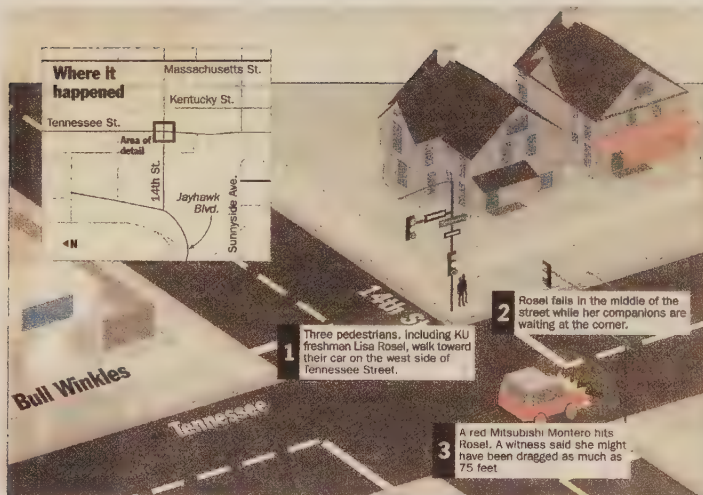 Where it
happened
Massachusetts St.
Kentucky St.
Tennessee St.
Area of
detail
14th St.
Jayhawk
Blvd.
Sunnyside Ave.
◄N
14th St
Bull Winkles
Tennessee
1
Three pedestrians, including KU
freshman Lisa Rosel, walk toward
their car on the west side of
Tennessee Street.
2
Rosel falls in the middle of the
street while her companions are
waiting at the corner.
3
A red Mitsubishi Montero hits
Rosel. A witness said she might
have been dragged as much as
75 feet